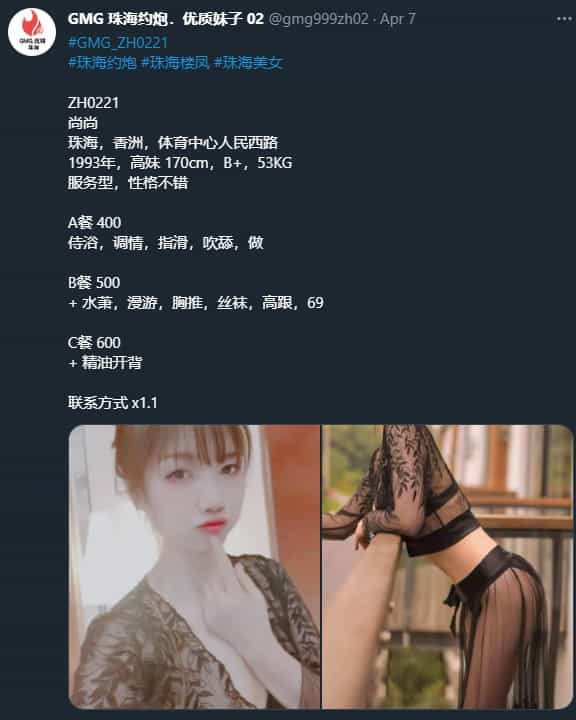 GMG 珠海约炮．优质妹子 02 @gmg999zh02 · Apr 7
GMG 优嗨
珠海
#GMG_ZH0221
#珠海约炮 #珠海楼凤 #珠海美女
ZH0221
尚尚
珠海，香洲，体育中心人民西路
1993年，高妹 170cm，B+，53KG
服务型，性格不错
A餐 400
侍浴，调情，指滑，吹舔，做
B餐 500
+ 水萧，漫游，胸推，丝袜，高跟，69
C餐 600
+ 精油开背
联系方式 x1.1